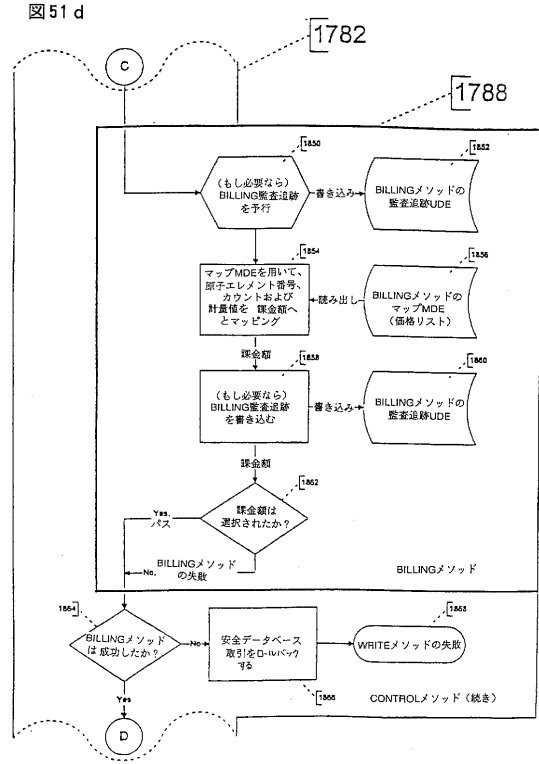 図51d
1782
C
1788
1850
(もし必要なら)
BILLING監査追跡
を予行
書き込み
1852
BILLINGメソッドの
監査追跡UDE
1854
マップMDEを用いて、
原子エレメント番号、
カウントおよび
計量値を 課金額へ
とマッピング
読み出し
1856
BILLINGメソッドの
マップMDE
(価格リスト)
課金額
1858
(もし必要なら)
BILLING監査追跡
を書き込む
書き込み
1860
BILLINGメソッドの
監査追跡UDE
課金額
1862
課金額は
選択されたか?
Yes,
パス
No,
BILLINGメソッド
の失敗
BILLINGメソッド
1864
BILLINGメソッド
は成功したか?
No
安全データベース
取引をロールバック
する
1866
WRITEメソッドの失敗
CONTROLメソッド(続き)
Yes
D